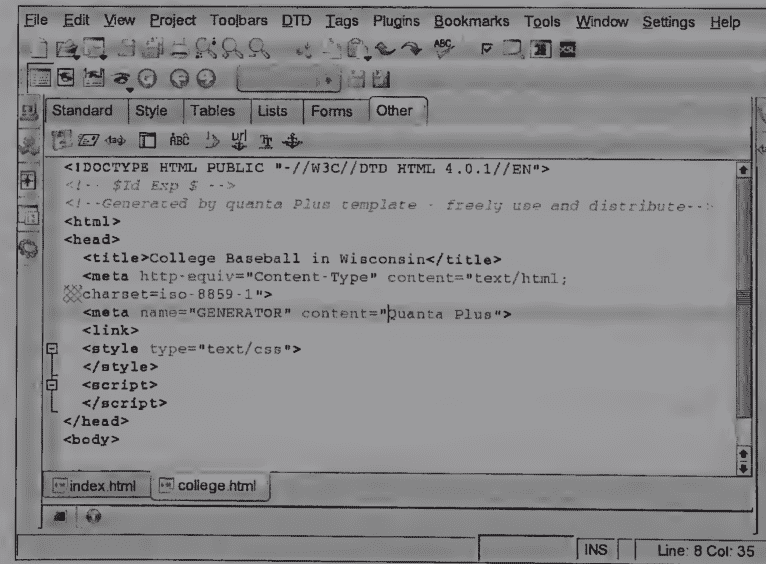 File Edit View Project Toolbars DTD Tags Plugins Bookmarks Tools Window Settings Help
ABC
XSL
Standard Style Tables Lists Forms Other
ABC url
<!DOCTYPE HTML PUBLIC "-//W3C//DTD HTML 4.0.1//EN">
<!-- $Id Exp $ -->
<!--Generated by quanta Plus template - freely use and distribute-->
<html>
<head>
<title>College Baseball in Wisconsin</title>
<meta http-equiv="Content-Type" content="text/html;
charset=iso-8859-1">
<meta name="GENERATOR" content="Quanta Plus">
<link>
<style type="text/css">
</style>
<script>
</script>
</head>
<body>
index.html college.html
INS Line: 8 Col: 35